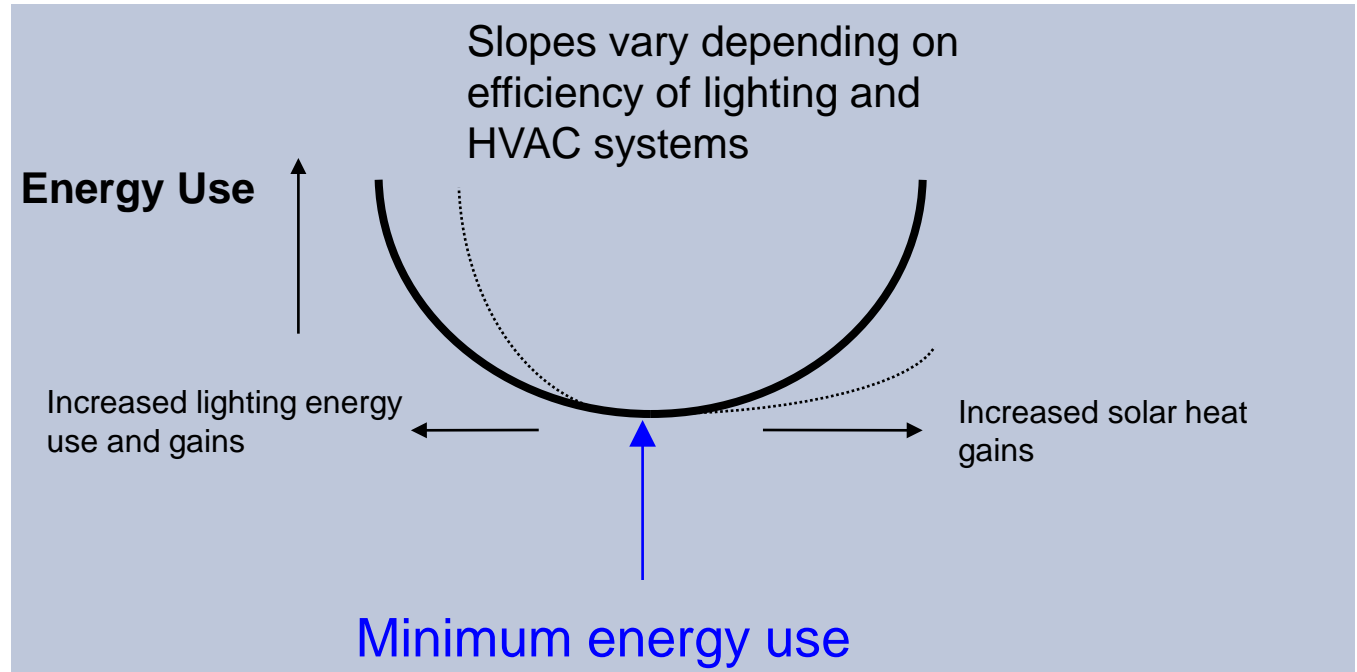 Slopes vary depending on
efficiency of lighting and
HVAC systems
Energy Use
Increased lighting energy
use and gains
Increased solar heat
gains
Minimum energy use